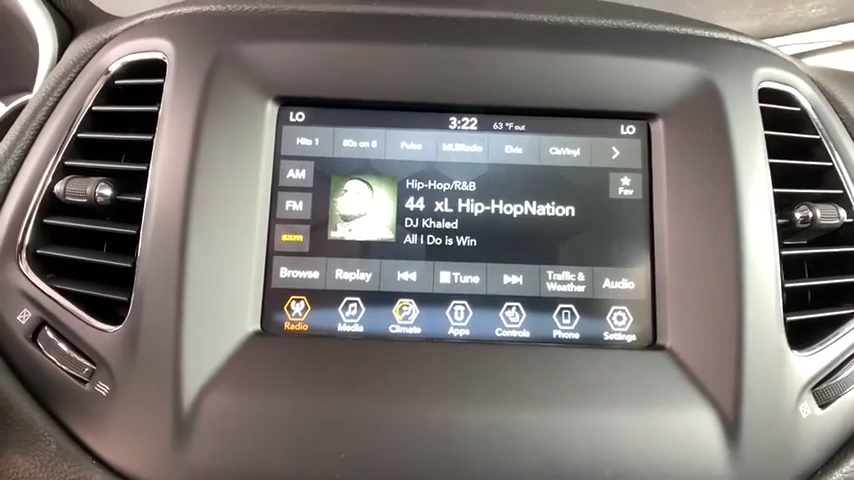 LO 3:22 63 °F out LO
Hits 1 80s on 8 Pulse MLBRadio Elvis ClsVinyl
AM
FM
sxm
Hip-Hop/R&B
44 xL Hip-HopNation
DJ Khaled
All I Do is Win
Fav
Browse Replay Tune Traffic & Weather Audio
Radio Media Climate Apps Controls Phone Settings